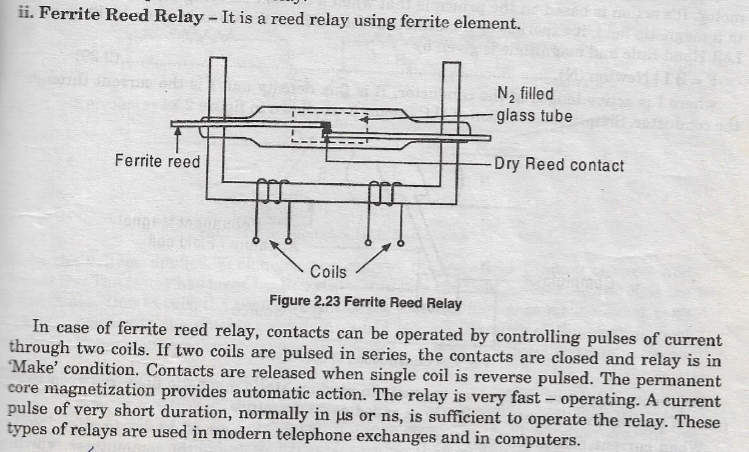 ii. Ferrite Reed Relay – It is a reed relay using ferrite element.
N₂ filled
glass tube
Ferrite reed
Dry Reed contact
Coils
Figure 2.23 Ferrite Reed Relay
In case of ferrite reed relay, contacts can be operated by controlling pulses of current
through two coils. If two coils are pulsed in series, the contacts are closed and relay is in
'Make' condition. Contacts are released when single coil is reverse pulsed. The permanent
core magnetization provides automatic action. The relay is very fast – operating. A current
pulse of very short duration, normally in μs or ns, is sufficient to operate the relay. These
types of relays are used in modern telephone exchanges and in computers.